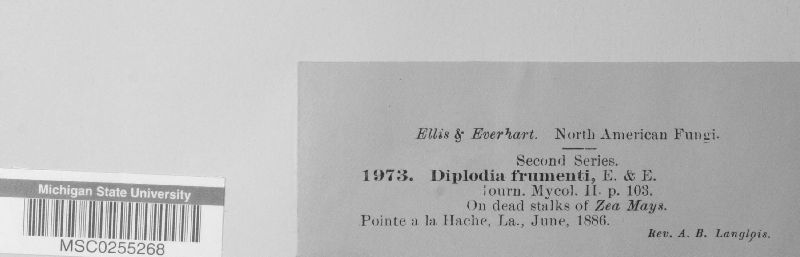 Ellis & Everhart. North American Fungi.
Second Series.
1973. Diplodia frumenti, E. & E.
Journ. Mycol. II. p. 103.
On dead stalks of Zea Mays.
Pointe a la Hache, La., June, 1886.
Rev. A. B. Langlois.
Michigan State University
MSC0255268